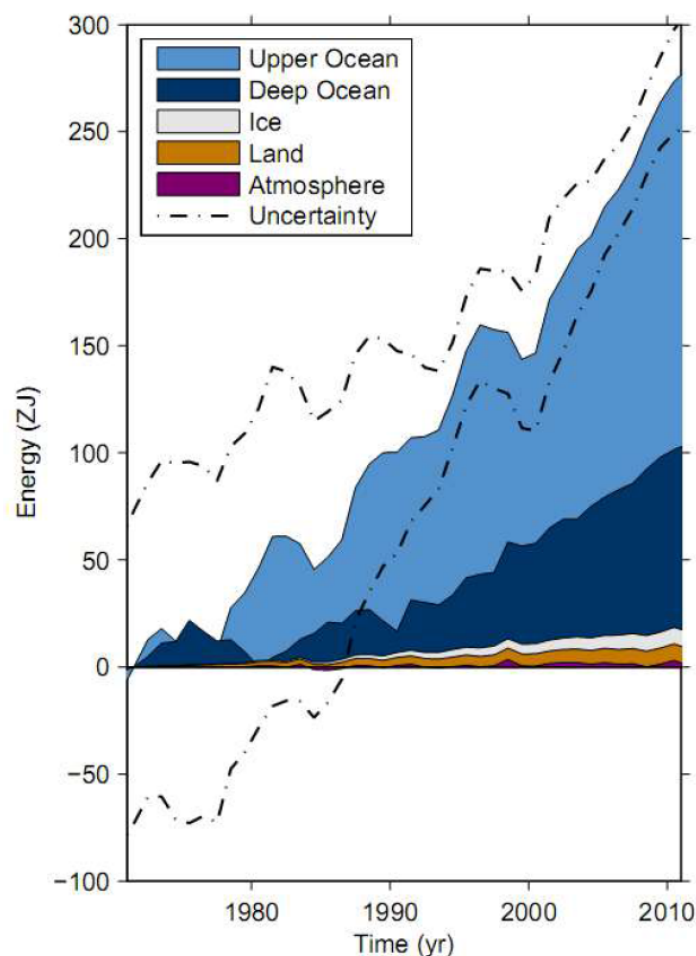 300
250
200
150
100
50
0
−50
−100
Energy (ZJ)
Upper Ocean
Deep Ocean
Ice
Land
Atmosphere
Uncertainty
1980
1990
2000
2010
Time (yr)